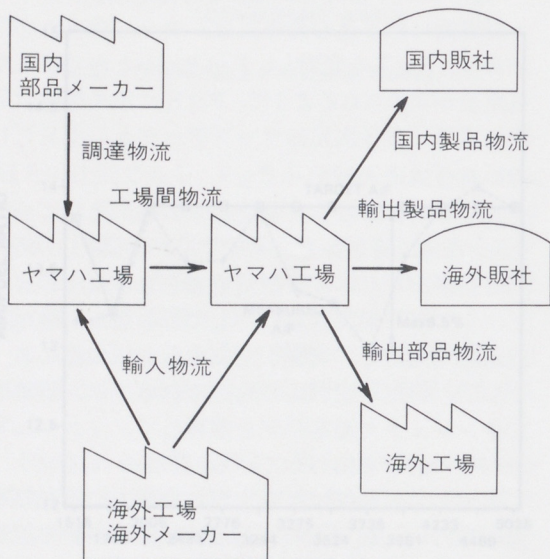 国内
部品メーカー
国内販社
調達物流
国内製品物流
工場間物流
輸出製品物流
ヤマハ工場
ヤマハ工場
海外販社
輸入物流
輸出部品物流
海外工場
海外工場
海外メーカー